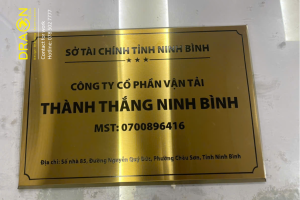 DRAGON
SỞ TÀI CHÍNH TỈNH NINH BÌNH
★ ★ ★
CÔNG TY CỔ PHẦN VẬN TẢI
THÀNH THẮNG NINH BÌNH
MST: 0700896416
Địa chỉ: Số nhà 83, Đường Nguyễn Quý Đức, Phường Châu Sơn, Tỉnh Ninh Bình